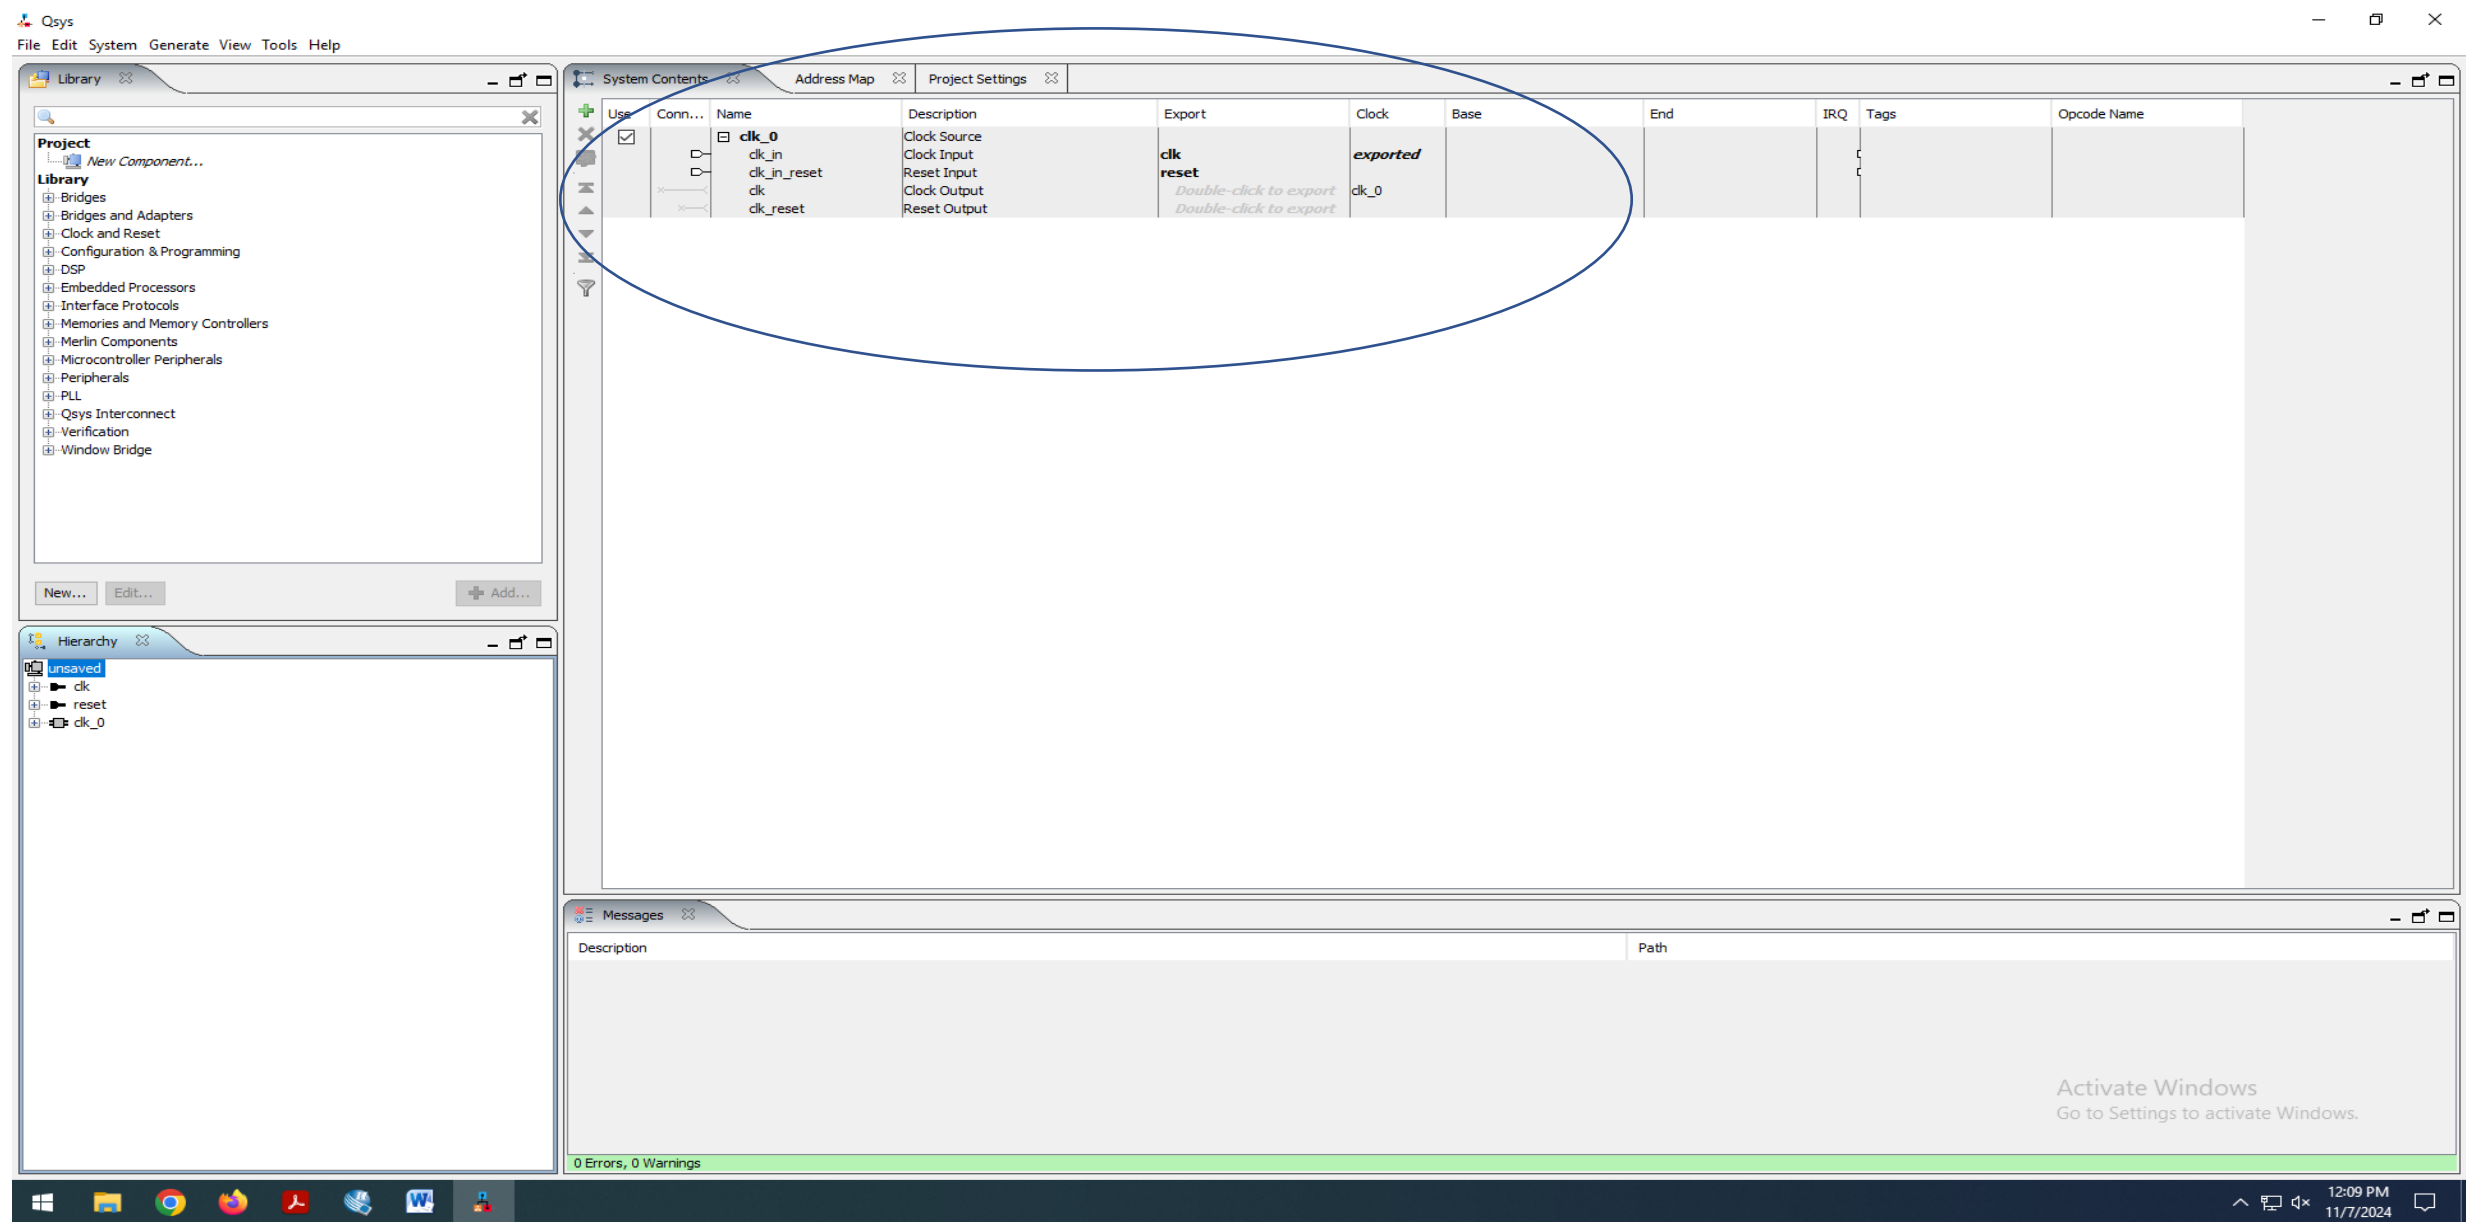 Qsys
File Edit System Generate View Tools Help
Library
Project
New Component...
Library
Bridges
Bridges and Adapters
Clock and Reset
Configuration & Programming
DSP
Embedded Processors
Interface Protocols
Memories and Memory Controllers
Merlin Components
Microcontroller Peripherals
Peripherals
PLL
Qsys Interconnect
Verification
Window Bridge
New... Edit... Add...
Hierarchy
unsaved
clk
reset
clk_0
System Contents Address Map Project Settings
Use Conn... Name Description Export Clock Base End IRQ Tags Opcode Name
clk_0 Clock Source
clk_in Clock Input clk exported
clk_in_reset Reset Input reset
clk Clock Output Double-click to export clk_0
clk_reset Reset Output Double-click to export
Messages
Description Path
0 Errors, 0 Warnings
Activate Windows
Go to Settings to activate Windows.
12:09 PM
11/7/2024